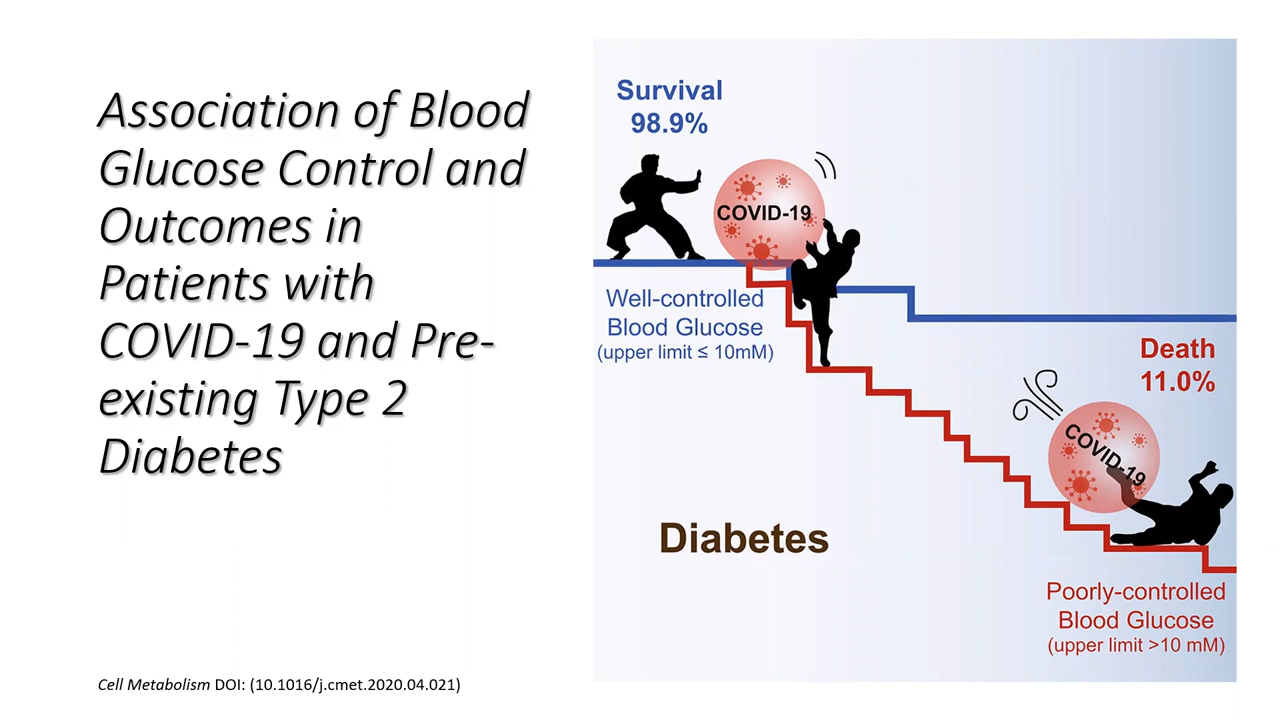 Association of Blood
Glucose Control and
Outcomes in
Patients with
COVID-19 and Pre-
existing Type 2
Diabetes
Cell Metabolism DOI: (10.1016/j.cmet.2020.04.021)
Survival
98.9%
COVID-19
Well-controlled
Blood Glucose
(upper limit ≤ 10mM)
Death
11.0%
COVID-19
Diabetes
Poorly-controlled
Blood Glucose
(upper limit >10 mM)